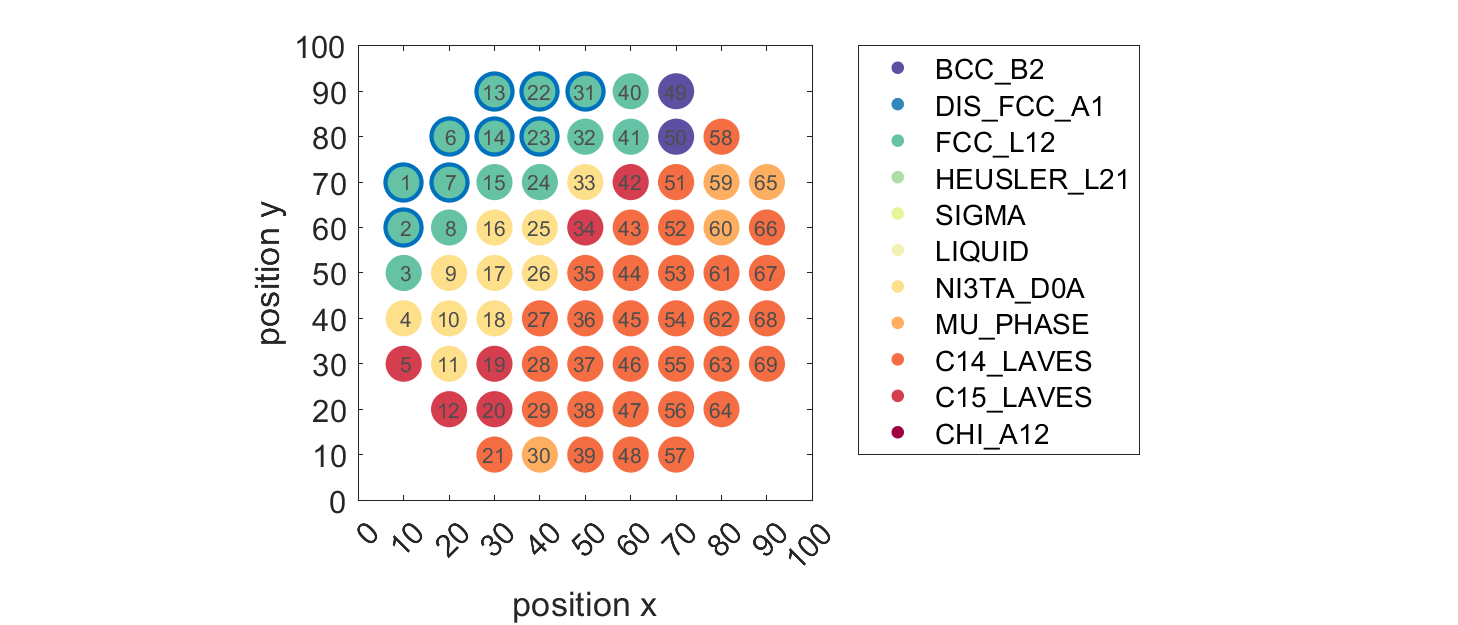 100
90
80
70
60
50
40
30
20
10
0
13 22 31 40 49
6 14 23 32 41 50 58
1 7 15 24 33 42 51 59 65
2 8 16 25 34 43 52 60 66
3 9 17 26 35 44 53 61 67
4 10 18 27 36 45 54 62 68
5 11 19 28 37 46 55 63 69
12 20 29 38 47 56 64
21 30 39 48 57
0 10 20 30 40 50 60 70 80 90 100
position x
position y
BCC_B2
DIS_FCC_A1
FCC_L12
HEUSLER_L21
SIGMA
LIQUID
NI3TA_D0A
MU_PHASE
C14_LAVES
C15_LAVES
CHI_A12